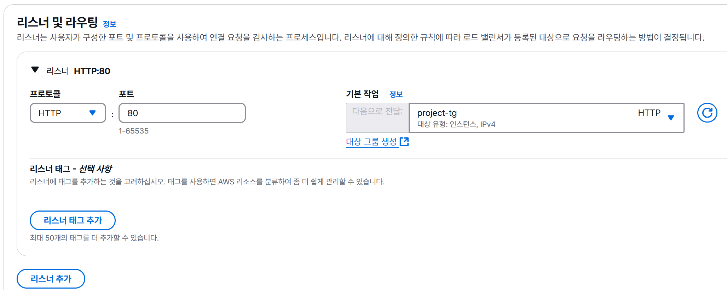 리스너 및 라우팅 정보
리스너는 사용자가 구성한 포트 및 프로토콜을 사용하여 연결 요청을 검사하는 프로세스입니다. 리스너에 대해 정의한 규칙에 따라 로드 밸런서가 등록된 대상으로 요청을 라우팅하는 방법이 결정됩니다.
리스너 HTTP:80
프로토콜 포트 기본 작업 정보
HTTP : 80 다음으로 전달: project-tg HTTP
대상 유형: 인스턴스, IPv4
1-65535
대상 그룹 생성
리스너 태그 - 선택 사항
리스너에 태그를 추가하는 것을 고려하십시오. 태그를 사용하면 AWS 리소스를 분류하여 좀 더 쉽게 관리할 수 있습니다.
리스너 태그 추가
최대 50개의 태그를 더 추가할 수 있습니다.
리스너 추가